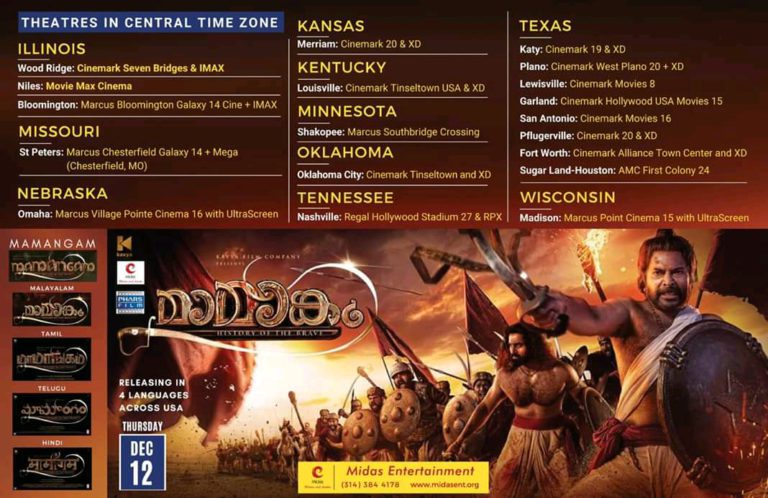 THEATRES IN CENTRAL TIME ZONE
ILLINOIS
Wood Ridge: Cinemark Seven Bridges & IMAX
Niles: Movie Max Cinema
Bloomington: Marcus Bloomington Galaxy 14 Cine + IMAX
MISSOURI
St Peters: Marcus Chesterfield Galaxy 14 + Mega
(Chesterfield, MO)
NEBRASKA
Omaha: Marcus Village Pointe Cinema 16 with UltraScreen
KANSAS
Merriam: Cinemark 20 & XD
KENTUCKY
Louisville: Cinemark Tinseltown USA & XD
MINNESOTA
Shakopee: Marcus Southbridge Crossing
OKLAHOMA
Oklahoma City: Cinemark Tinseltown and XD
TENNESSEE
Nashville: Regal Hollywood Stadium 27 & RPX
TEXAS
Katy: Cinemark 19 & XD
Plano: Cinemark West Plano 20 + XD
Lewisville: Cinemark Movies 8
Garland: Cinemark Hollywood USA Movies 15
San Antonio: Cinemark Movies 16
Pflugerville: Cinemark 20 & XD
Fort Worth: Cinemark Alliance Town Center and XD
Sugar Land-Houston: AMC First Colony 24
WISCONSIN
Madison: Marcus Point Cinema 15 with UltraScreen
MAMANGAM
MALAYALAM
മാമാങ്കം
TAMIL
TELUGU
HINDI
kavya
KAVYA FILM COMPANY
PRESENTS
PHARS
FILM
മാമാങ്കം
HISTORY OF THE BRAVE
RELEASING IN
4 LANGUAGES
ACROSS USA
THURSDAY
DEC
12
Midas Entertainment
(314) 384 4178 www.midasent.org